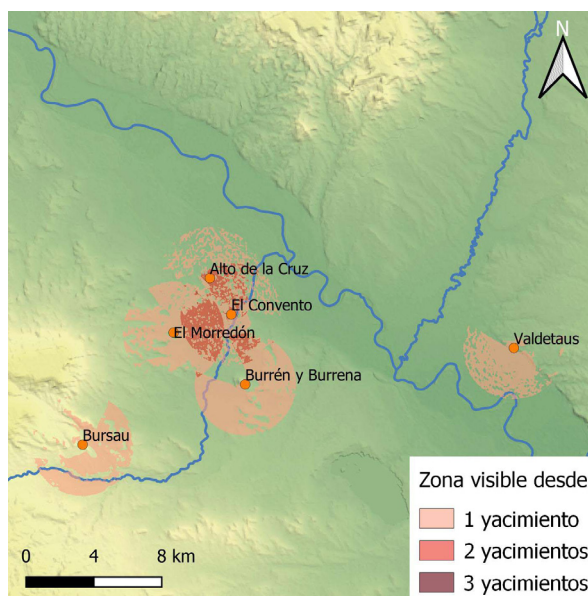 N
Alto de la Cruz
El Convento
El Morredón
Valdetaus
Burrén y Burrena
Bursau
Zona visible desde
1 yacimiento
2 yacimientos
3 yacimientos
0 4 8 km